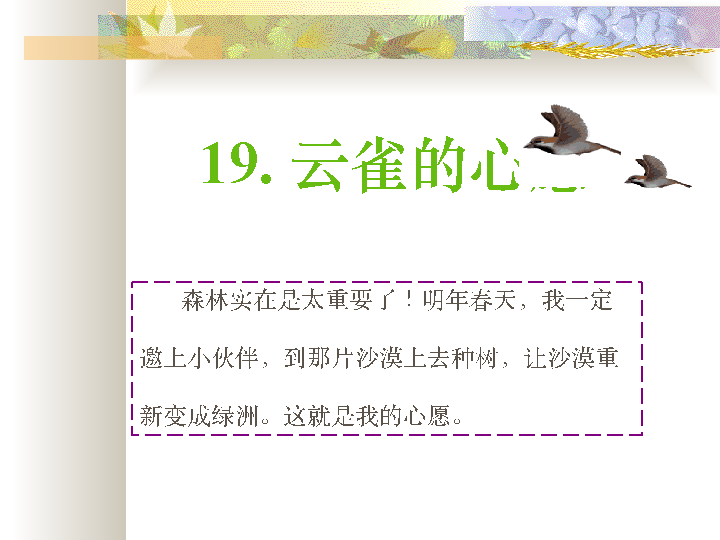 19. 云雀的心愿
森林实在是太重要了！明年春天，我一定
邀上小伙伴，到那片沙漠上去种树，让沙漠重
新变成绿洲。这就是我的心愿。